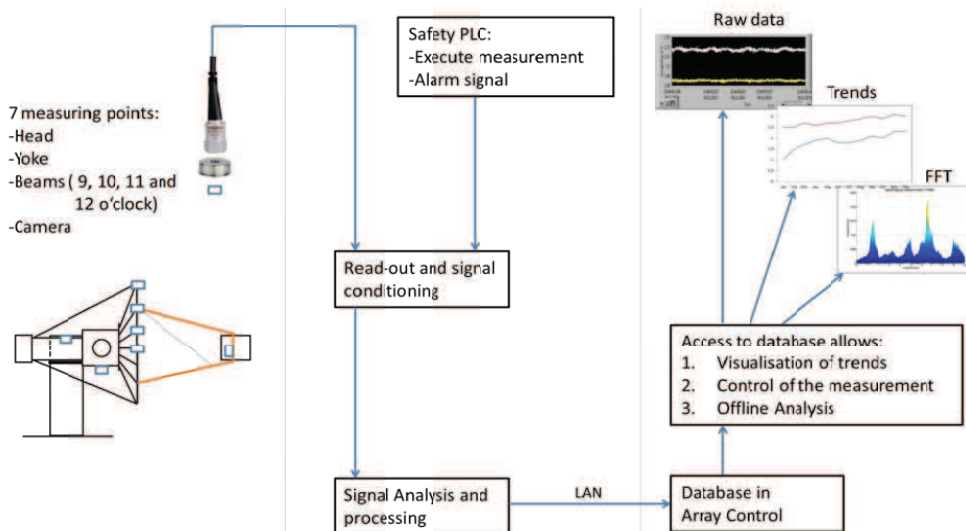 7 measuring points:
-Head
-Yoke
-Beams ( 9, 10, 11 and
12 o'clock)
-Camera
Safety PLC:
-Execute measurement
-Alarm signal
Read-out and signal
conditioning
Signal Analysis and
processing
LAN
Database in
Array Control
Access to database allows:
1. Visualisation of trends
2. Control of the measurement
3. Offline Analysis
Raw data
Trends
FFT